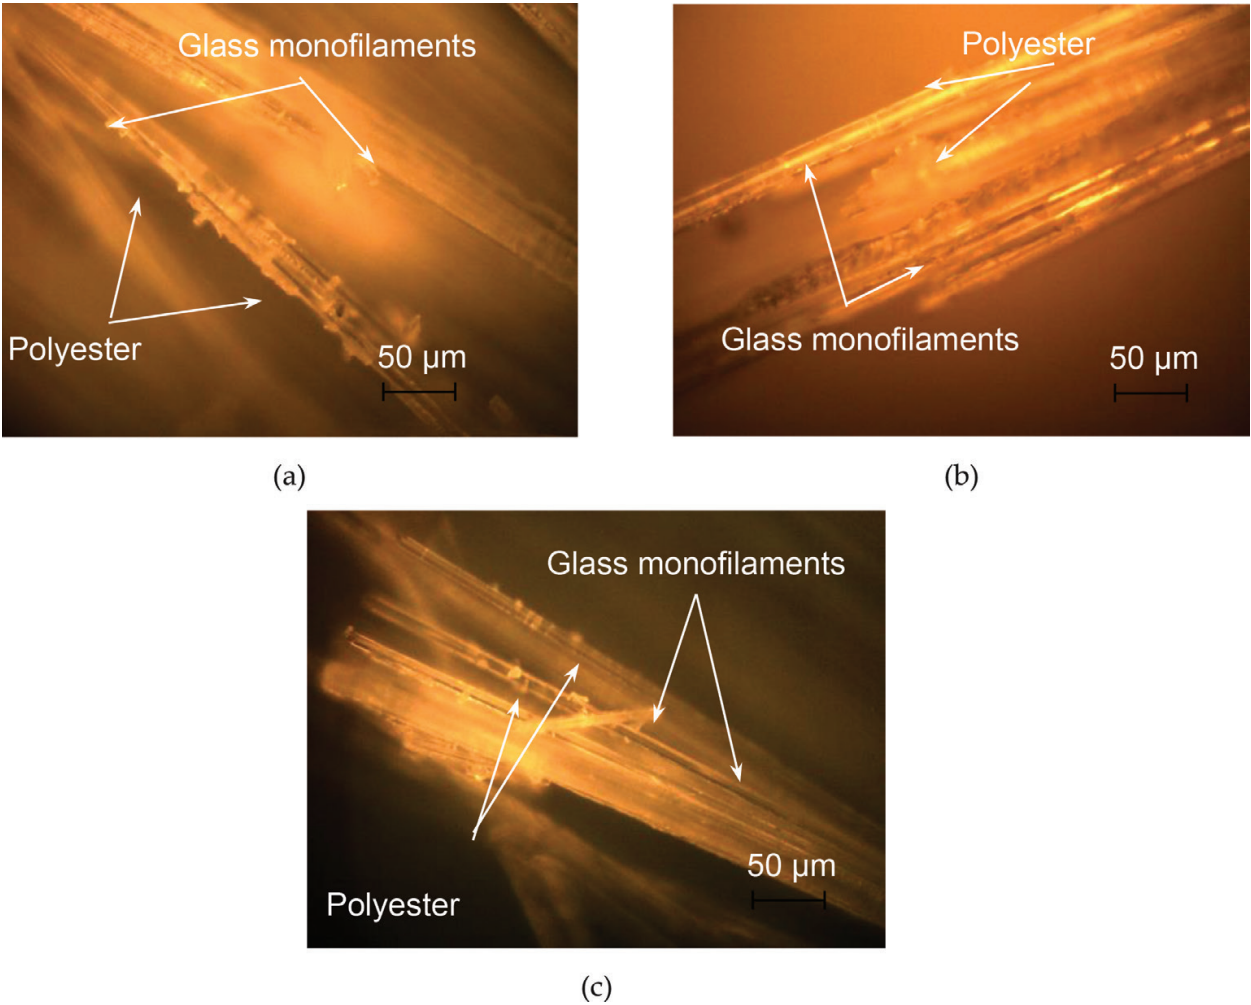 Glass monofilaments
Polyester
50 μm
(a)
Polyester
Glass monofilaments
50 μm
(b)
Glass monofilaments
50 μm
Polyester
(c)